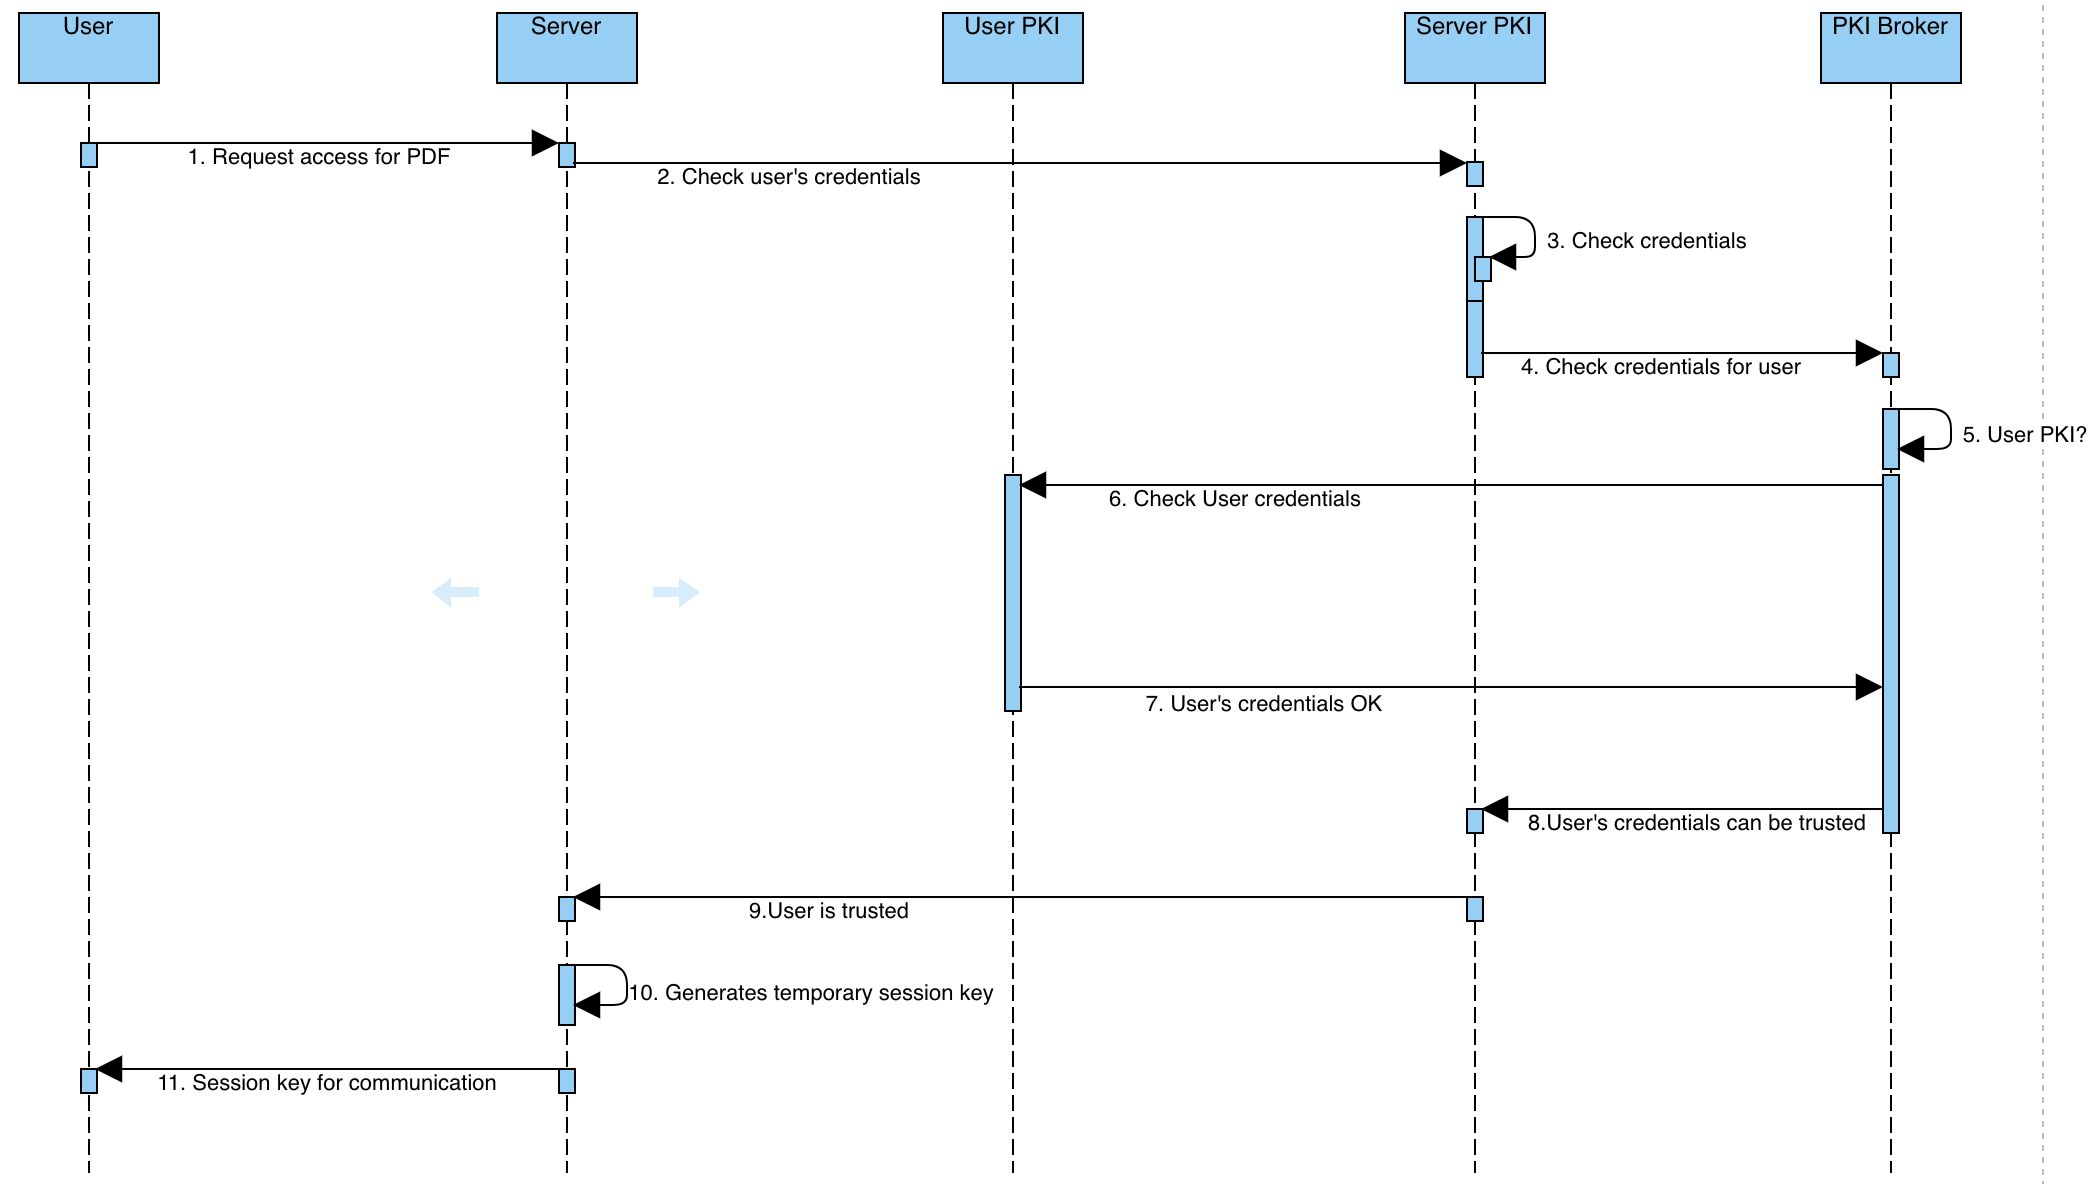 User
Server
User PKI
Server PKI
PKI Broker
1. Request access for PDF
2. Check user's credentials
3. Check credentials
4. Check credentials for user
5. User PKI?
6. Check User credentials
7. User's credentials OK
8.User's credentials can be trusted
9.User is trusted
10. Generates temporary session key
11. Session key for communication